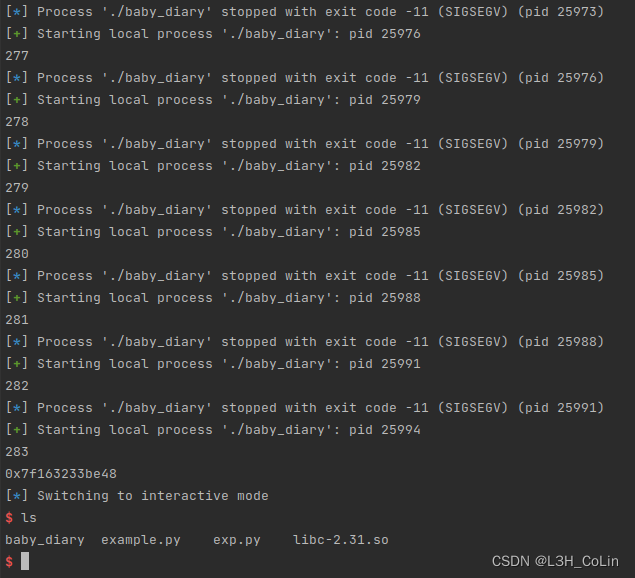 [*] Process './baby_diary' stopped with exit code -11 (SIGSEGV) (pid 25973)
[+] Starting local process './baby_diary': pid 25976
277
[*] Process './baby_diary' stopped with exit code -11 (SIGSEGV) (pid 25976)
[+] Starting local process './baby_diary': pid 25979
278
[*] Process './baby_diary' stopped with exit code -11 (SIGSEGV) (pid 25979)
[+] Starting local process './baby_diary': pid 25982
279
[*] Process './baby_diary' stopped with exit code -11 (SIGSEGV) (pid 25982)
[+] Starting local process './baby_diary': pid 25985
280
[*] Process './baby_diary' stopped with exit code -11 (SIGSEGV) (pid 25985)
[+] Starting local process './baby_diary': pid 25988
281
[*] Process './baby_diary' stopped with exit code -11 (SIGSEGV) (pid 25988)
[+] Starting local process './baby_diary': pid 25991
282
[*] Process './baby_diary' stopped with exit code -11 (SIGSEGV) (pid 25991)
[+] Starting local process './baby_diary': pid 25994
283
0x7f163233be48
[*] Switching to interactive mode
$ ls
baby_diary  example.py    exp.py    libc-2.31.so
$
CSDN @L3H_CoLin